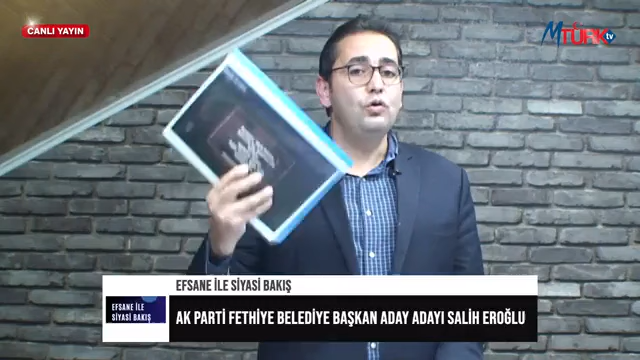 CANLI YAYIN
MTÜRK tv
EFSANE İLE SİYASİ BAKIŞ
EFSANE İLE
SİYASİ BAKIŞ
AK PARTİ FETHİYE BELEDİYE BAŞKAN ADAY ADAYI SALİH EROĞLU